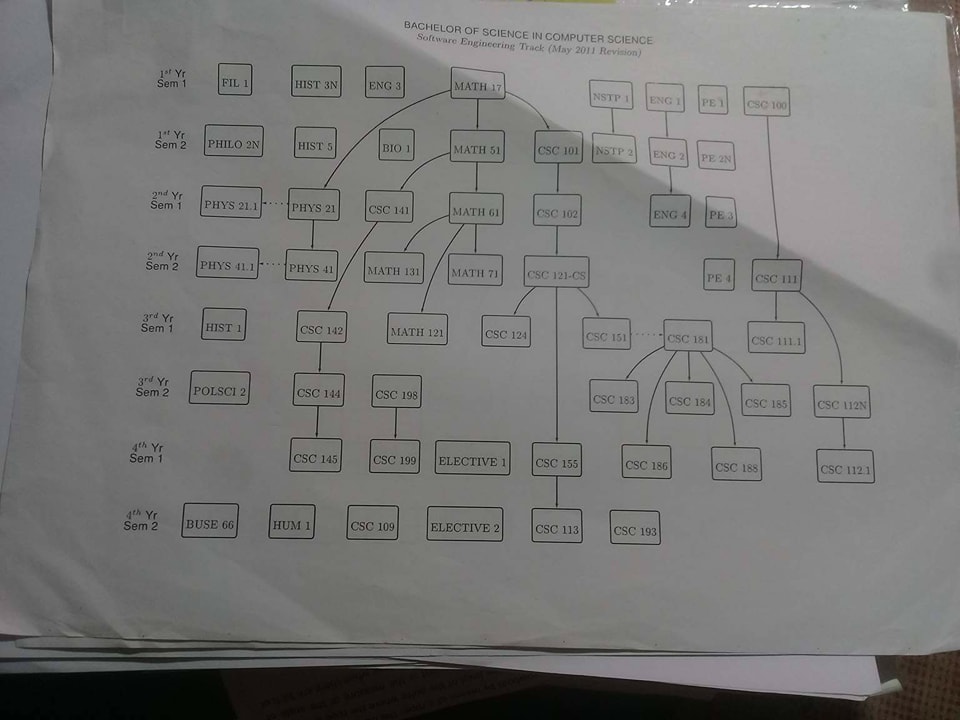 BACHELOR OF SCIENCE IN COMPUTER SCIENCE
Software Engineering Track (May 2011 Revision)
1st Yr Sem 1
FIL 1
HIST 3N
ENG 3
MATH 17
NSTP 1
ENG 1
PE 1
CSC 100
1st Yr Sem 2
PHILO 2N
HIST 5
BIO 1
MATH 51
CSC 101
NSTP 2
ENG 2
PE 2N
2nd Yr Sem 1
PHYS 21.1
PHYS 21
CSC 141
MATH 61
CSC 102
ENG 4
PE 3
2nd Yr Sem 2
PHYS 41.1
PHYS 41
MATH 131
MATH 71
CSC 121-CS
PE 4
CSC 111
3rd Yr Sem 1
HIST 1
CSC 142
MATH 121
CSC 124
CSC 151
CSC 181
CSC 111.1
3rd Yr Sem 2
POLSCI 2
CSC 144
CSC 198
CSC 183
CSC 184
CSC 185
CSC 112N
4th Yr Sem 1
CSC 145
CSC 199
ELECTIVE 1
CSC 155
CSC 186
CSC 188
CSC 112.1
4th Yr Sem 2
BUSE 66
HUM 1
CSC 109
ELECTIVE 2
CSC 113
CSC 193